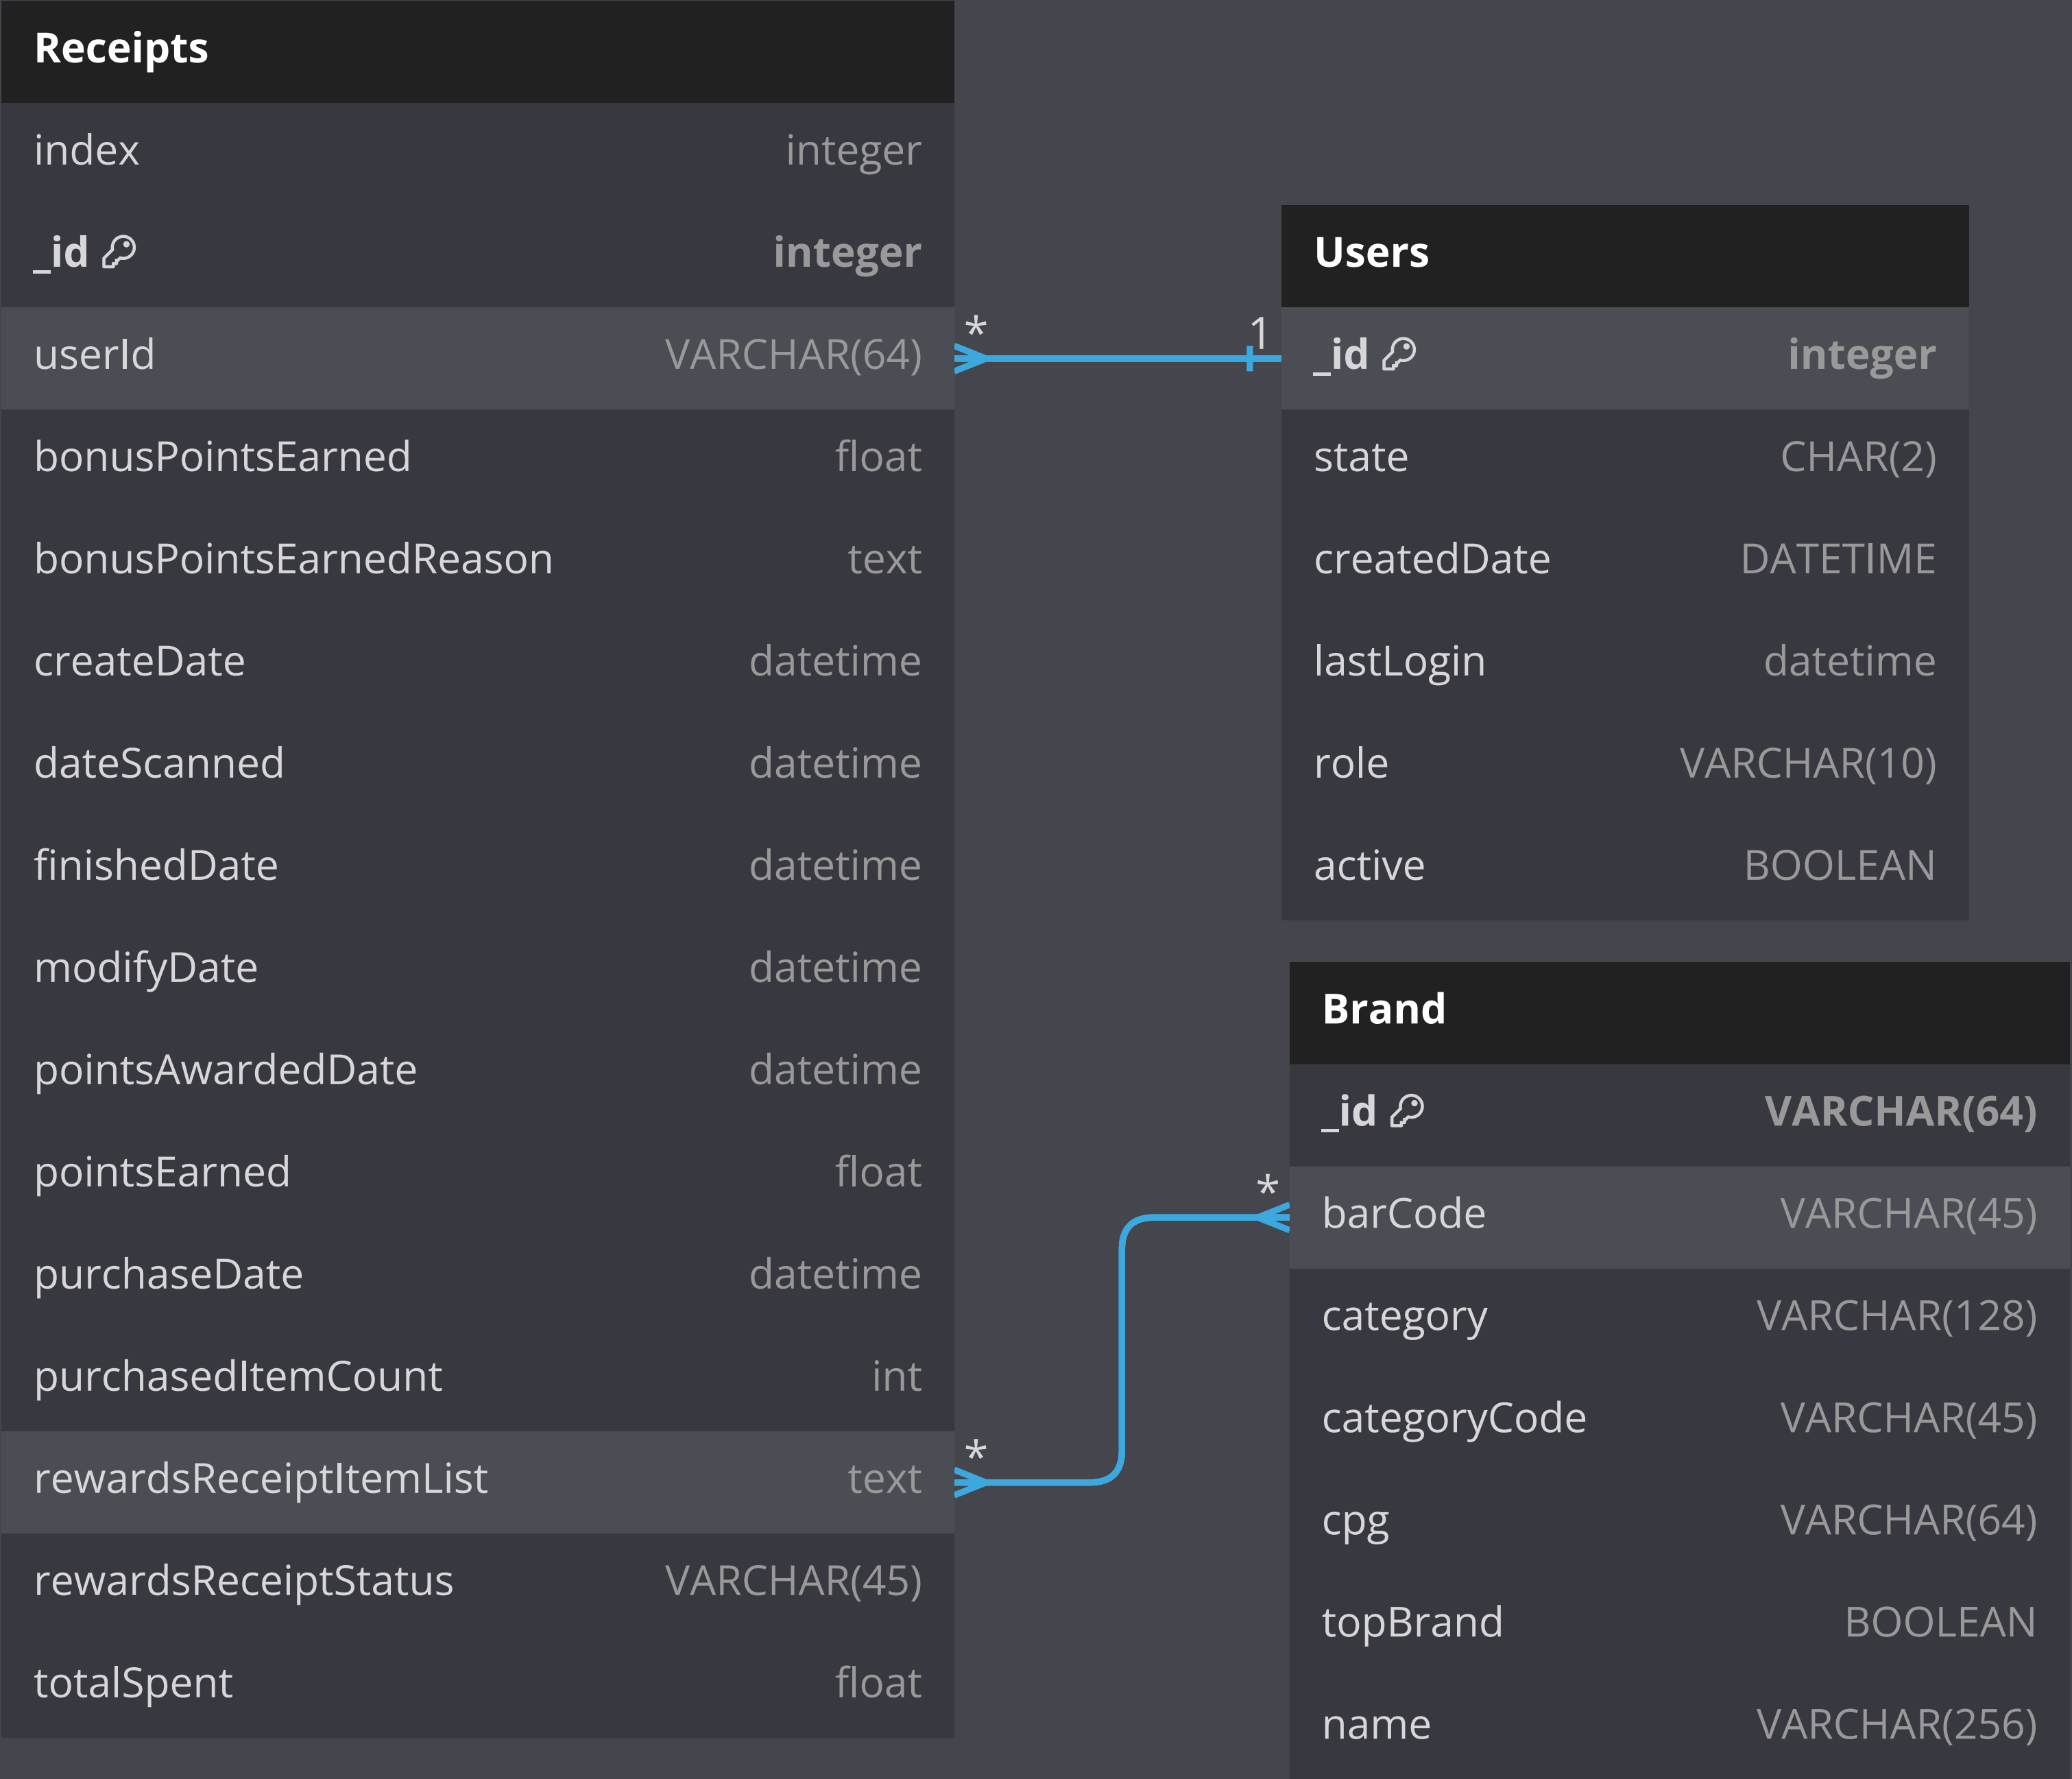 Receipts
index integer
_id integer
userId VARCHAR(64)
bonusPointsEarned float
bonusPointsEarnedReason text
createDate datetime
dateScanned datetime
finishedDate datetime
modifyDate datetime
pointsAwardedDate datetime
pointsEarned float
purchaseDate datetime
purchasedItemCount int
rewardsReceiptItemList text
rewardsReceiptStatus VARCHAR(45)
totalSpent float
* 1
Users
_id integer
state CHAR(2)
createdDate DATETIME
lastLogin datetime
role VARCHAR(10)
active BOOLEAN
* *
Brand
_id VARCHAR(64)
barCode VARCHAR(45)
category VARCHAR(128)
categoryCode VARCHAR(45)
cpg VARCHAR(64)
topBrand BOOLEAN
name VARCHAR(256)